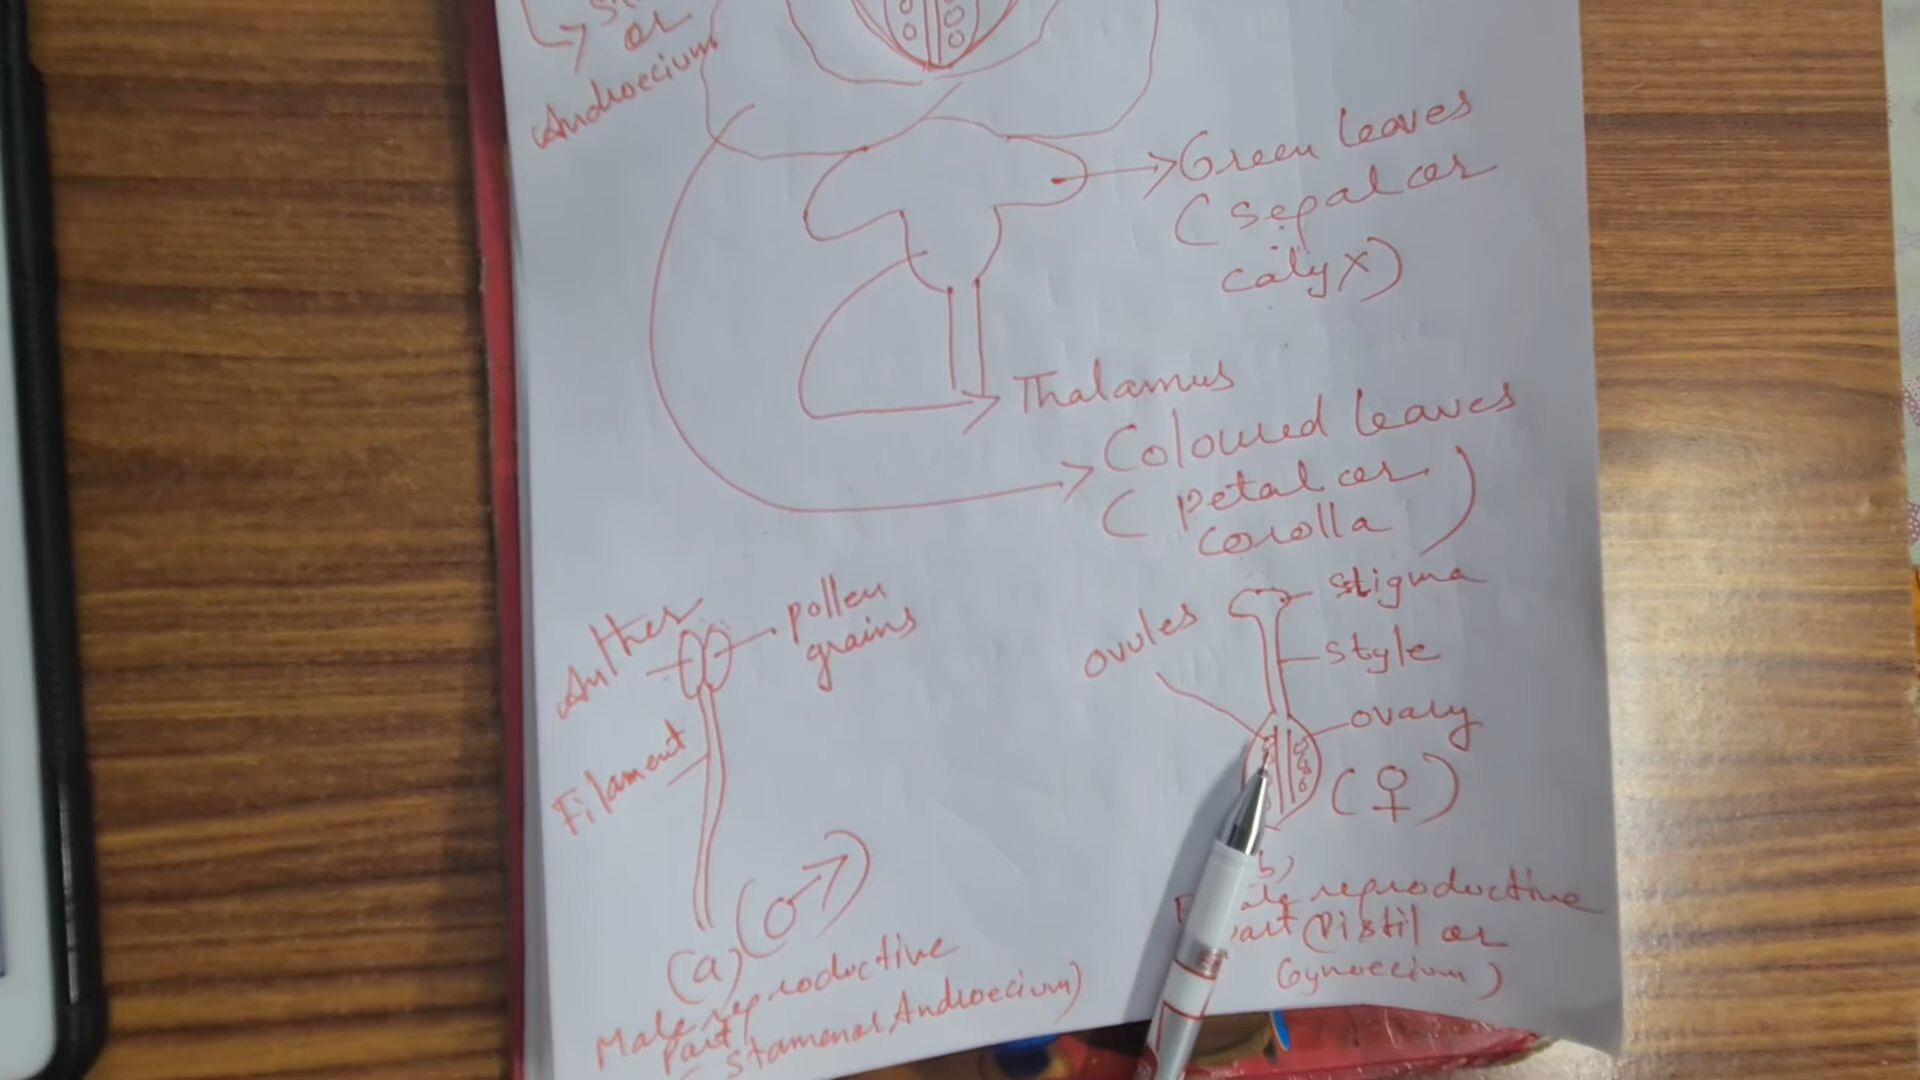 or
Androecium
Green leaves
(sepal or
calyx)
Thalamus
Coloured leaves
(petal or
corolla)
Anther
pollen
grains
Filament
(a) (♂)
Male reproductive
Part
(Stamen or Androecium)
ovules
stigma
style
ovary
(♀)
b)
reproductive
part (Pistil or
Gynoecium)